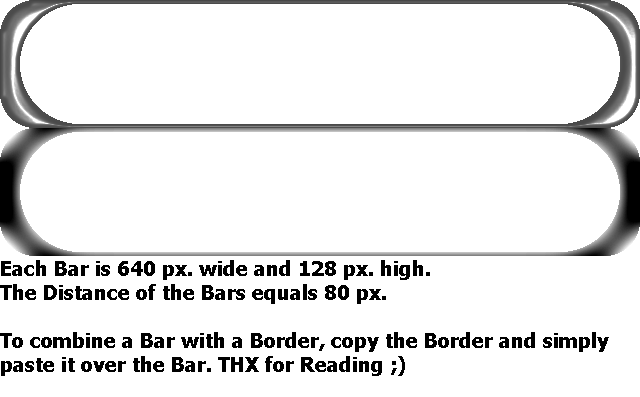 Each Bar is 640 px. wide and 128 px. high.
The Distance of the Bars equals 80 px.
To combine a Bar with a Border, copy the Border and simply
paste it over the Bar. THX for Reading ;)